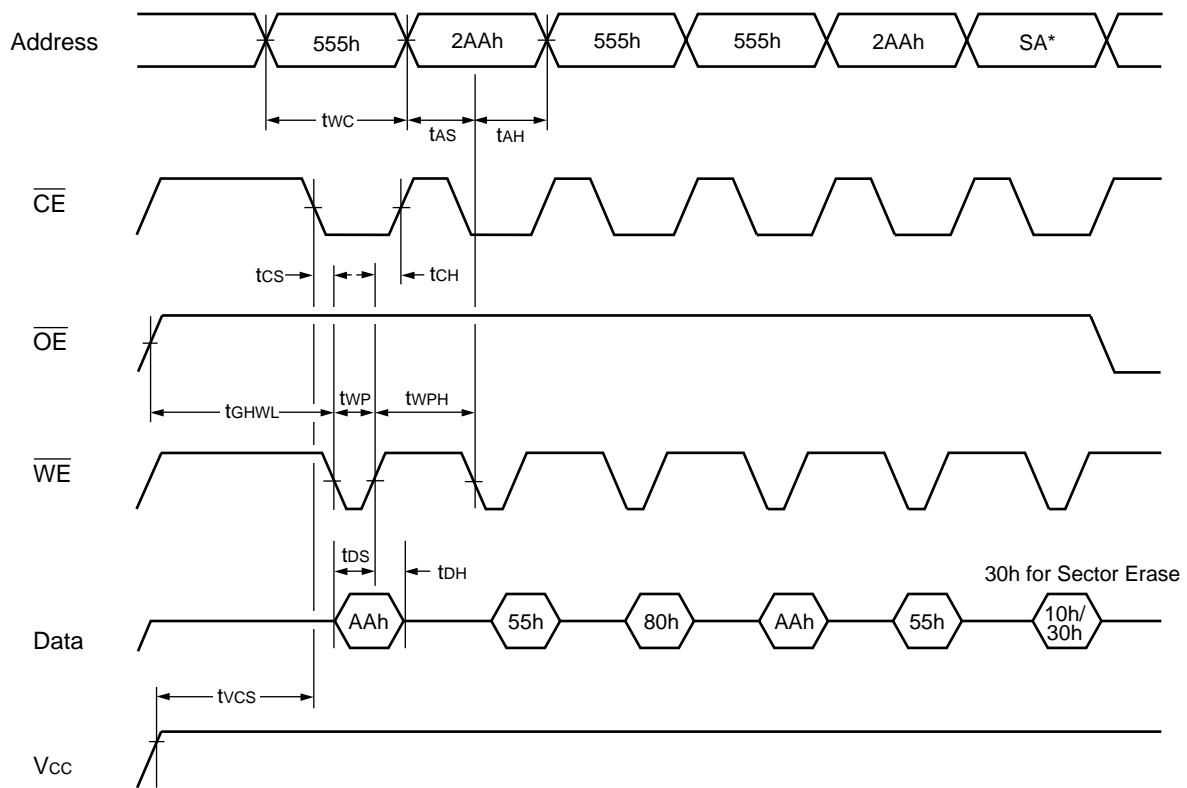 Address 555h 2AAh 555h 555h 2AAh SA*
tWC tAS tAH
CE
tCS tCH
OE
tGHWL tWP tWPH
WE
tDS tDH
30h for Sector Erase
Data AAh 55h 80h AAh 55h 10h/
30h
tVCS
VCC